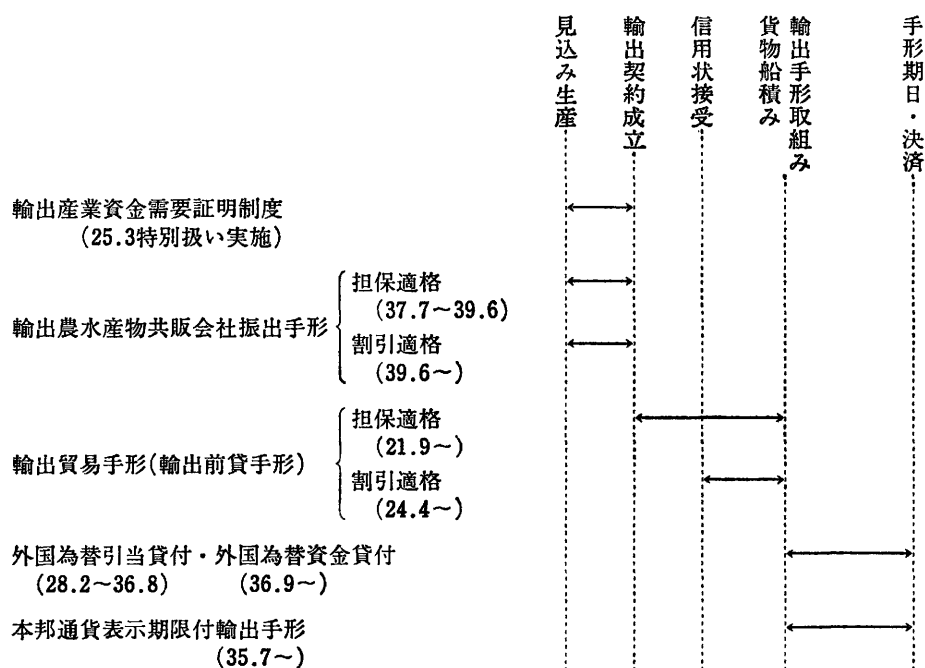 見込み生産
輸出契約成立
信用状接受
貨物船積み
輸出手形取組み
手形期日・決済
輸出産業資金需要証明制度
(25.3特別扱い実施)
輸出農水産物共販会社振出手形
担保適格
(37.7～39.6)
割引適格
(39.6～)
輸出貿易手形(輸出前貸手形)
担保適格
(21.9～)
割引適格
(24.4～)
外国為替引当貸付・外国為替資金貸付
(28.2～36.8) (36.9～)
本邦通貨表示期限付輸出手形
(35.7～)